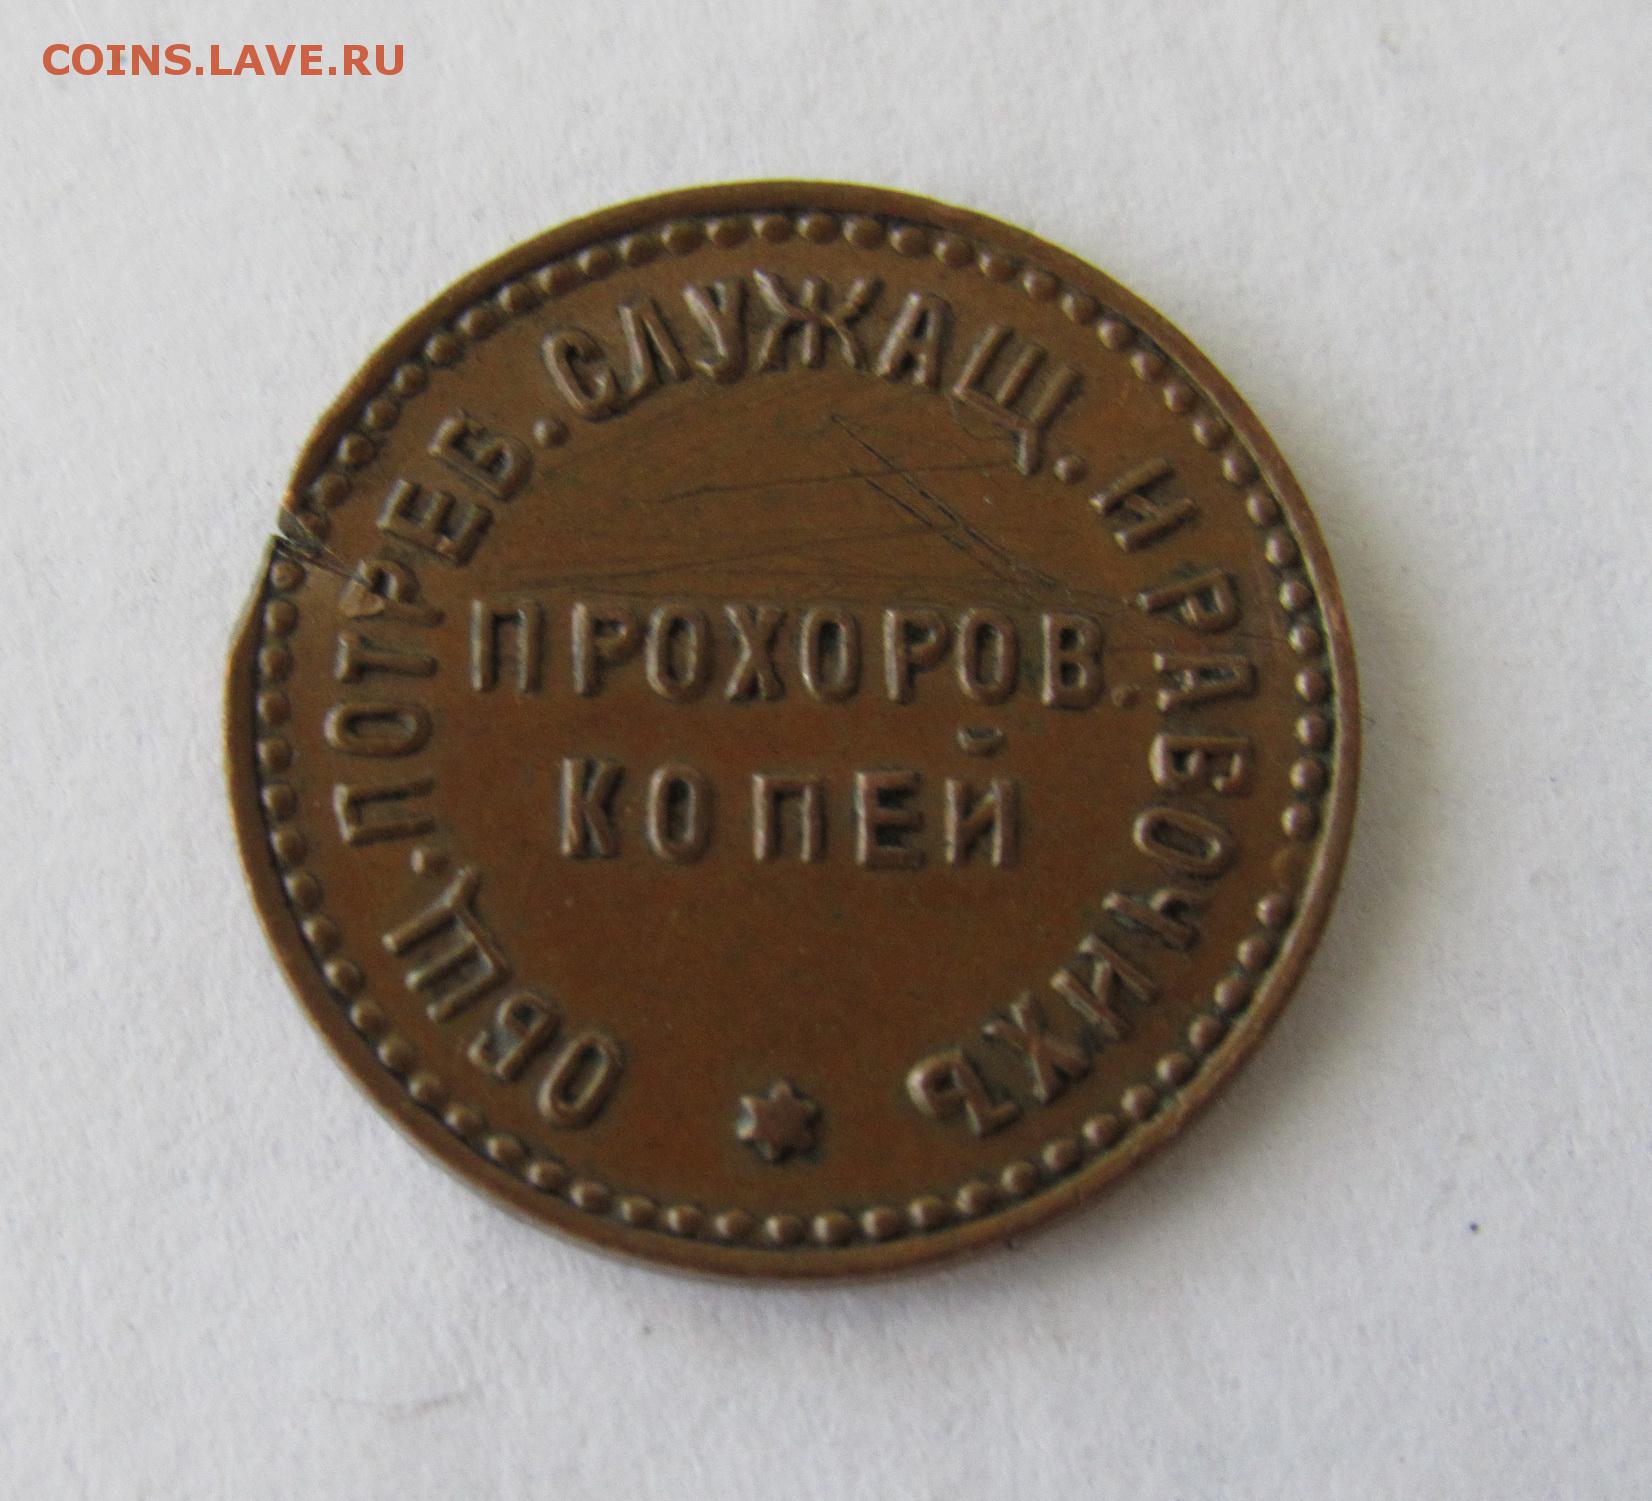 COINS.LAVE.RU
ОБЩ. ПОТРЕБ. СЛУЖАЩ. И РАБОЧИХЪ
ПРОХОРОВ.
КОПЕЙ